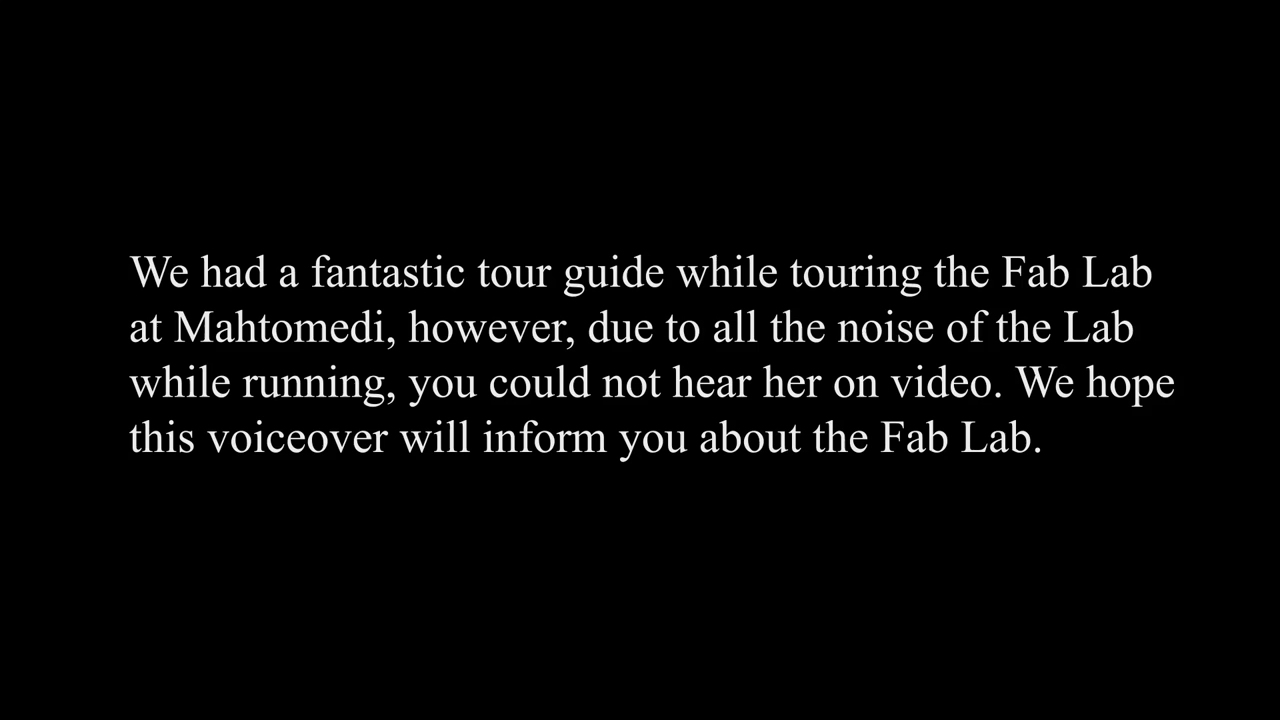 We had a fantastic tour guide while touring the Fab Lab
at Mahtomedi, however, due to all the noise of the Lab
while running, you could not hear her on video. We hope
this voiceover will inform you about the Fab Lab.